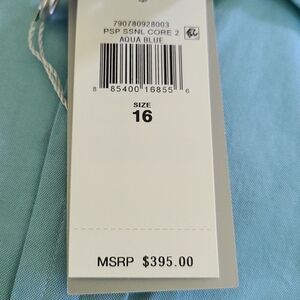 790780928003
PSP SSNL CORE 2
AQUA BLUE
8 85400 16855 6
SIZE
16
MSRP $395.00